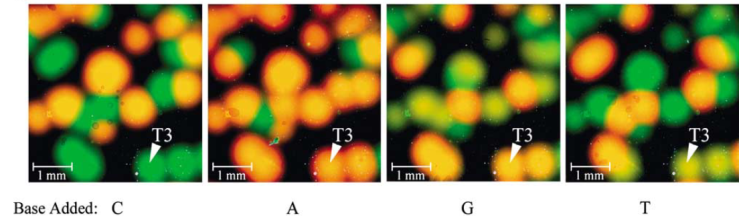 T3 T3 T3 T3
1 mm 1 mm 1 mm 1 mm
Base Added: C A G T